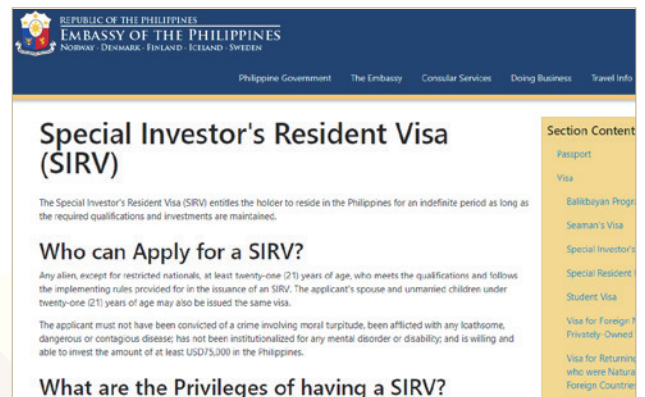 REPUBLIC OF THE PHILIPPINES
EMBASSY OF THE PHILIPPINES
NORWAY · DENMARK · FINLAND · ICELAND · SWEDEN
Philippine Government The Embassy Consular Services Doing Business Travel Info
Special Investor's Resident Visa
(SIRV)
The Special Investor's Resident Visa (SIRV) entitles the holder to reside in the Philippines for an indefinite period as long as
the required qualifications and investments are maintained.
Who can Apply for a SIRV?
Any alien, except for restricted nationals, at least twenty-one (21) years of age, who meets the qualifications and follows
the implementing rules provided for in the issuance of an SIRV. The applicant's spouse and unmarried children under
twenty-one (21) years of age may also be issued the same visa.
The applicant must not have been convicted of a crime involving moral turpitude, been afflicted with any loathsome,
dangerous or contagious disease; has not been institutionalized for any mental disorder or disability; and is willing and
able to invest the amount of at least USD75,000 in the Philippines.
What are the Privileges of having a SIRV?
Section Content
Passport
Visa
Balikbayan Progr
Seaman's Visa
Special Investor's
Special Resident
Student Visa
Visa for Foreign
Privately-Owned
Visa for Returning
who were Natura
Foreign Countries